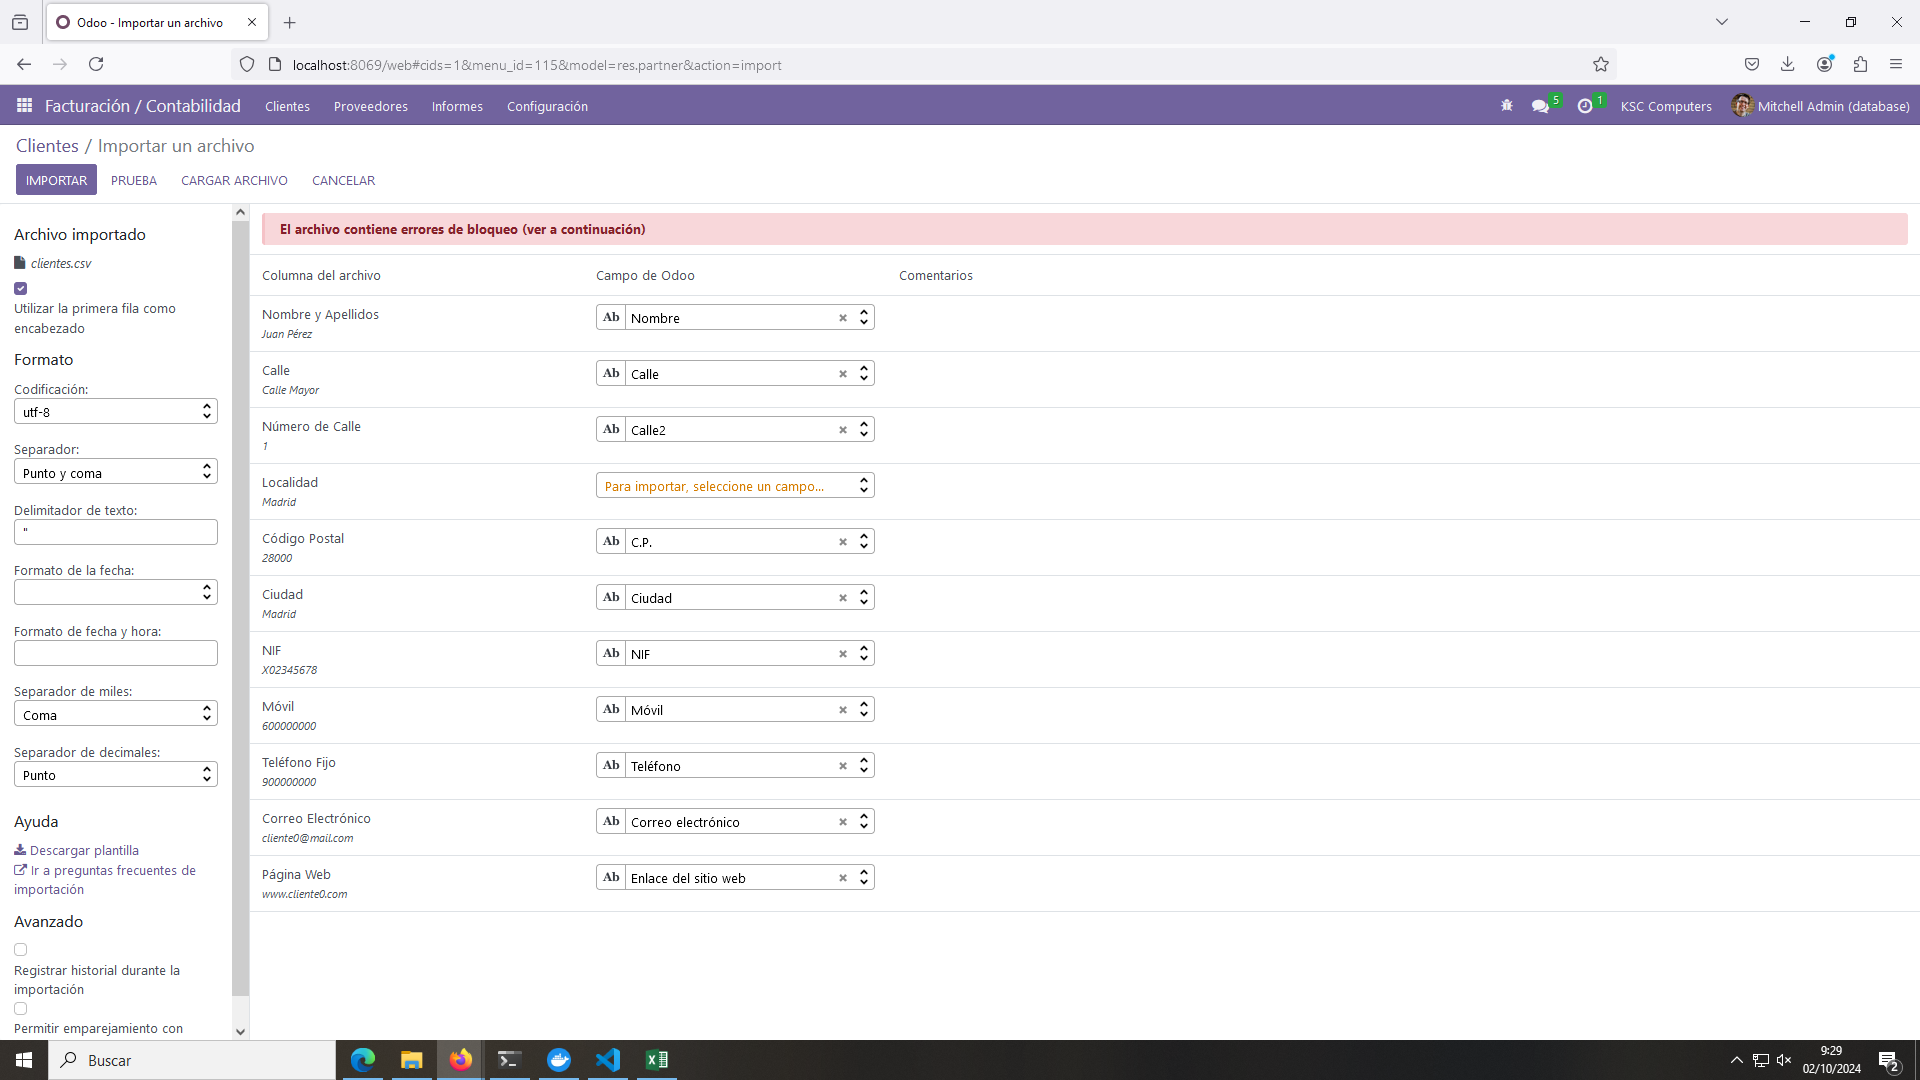 Odoo - Importar un archivo
localhost:8069/web#cids=1&menu_id=115&model=res.partner&action=import
Facturación / Contabilidad
Clientes
Proveedores
Informes
Configuración
5
1
KSC Computers
Mitchell Admin (database)
Clientes / Importar un archivo
IMPORTAR
PRUEBA
CARGAR ARCHIVO
CANCELAR
Archivo importado
clientes.csv
Utilizar la primera fila como
encabezado
Formato
Codificación:
utf-8
Separador:
Punto y coma
Delimitador de texto:
"
Formato de la fecha:
Formato de fecha y hora:
Separador de miles:
Coma
Separador de decimales:
Punto
Ayuda
Descargar plantilla
Ir a preguntas frecuentes de
importación
Avanzado
Registrar historial durante la
importación
Permitir emparejamiento con
El archivo contiene errores de bloqueo (ver a continuación)
Columna del archivo
Campo de Odoo
Comentarios
Nombre y Apellidos
Juan Pérez
Ab Nombre
Calle
Calle Mayor
Ab Calle
Número de Calle
1
Ab Calle2
Localidad
Madrid
Para importar, seleccione un campo...
Código Postal
28000
Ab C.P.
Ciudad
Madrid
Ab Ciudad
NIF
X02345678
Ab NIF
Móvil
600000000
Ab Móvil
Teléfono Fijo
900000000
Ab Teléfono
Correo Electrónico
cliente0@mail.com
Ab Correo electrónico
Página Web
www.cliente0.com
Ab Enlace del sitio web
Buscar
9:29
02/10/2024
2